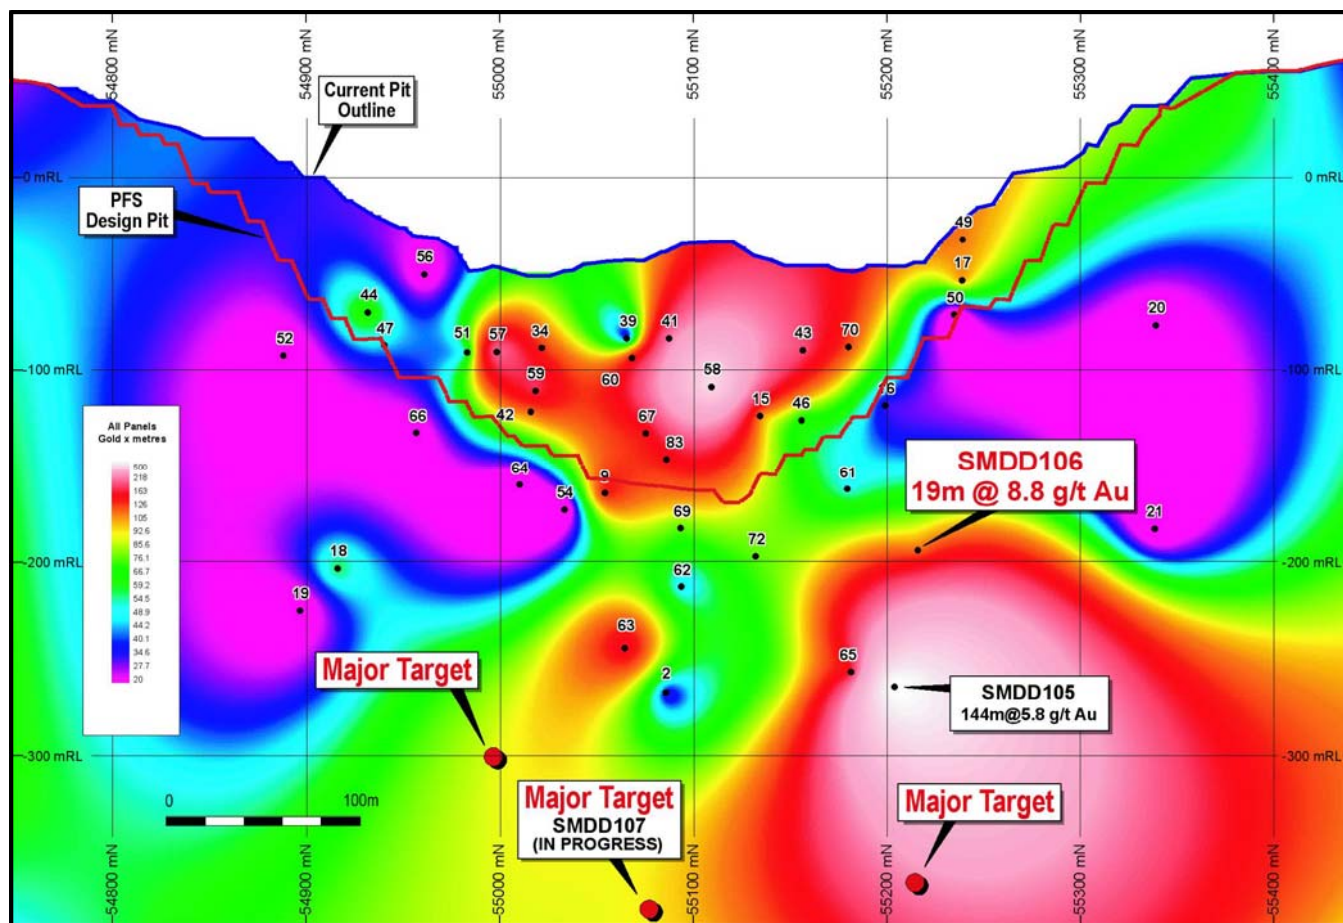 54800 mN
54900 mN
55000 mN
55100 mN
55200 mN
55300 mN
55400 mN
Current Pit
Outline
0 mRL
0 mRL
PFS
Design Pit
49
56
17
44
50
20
47
52
51
57
34
39
41
43
70
-100 mRL
-100 mRL
60
58
59
42
15
46
76
66
67
83
All Panels
Gold x metres
500
218
163
126
105
92.6
85.6
76.1
66.7
59.2
54.5
48.9
44.2
40.1
34.6
27.7
20
SMDD106
19m @ 8.8 g/t Au
64
9
61
54
69
21
72
-200 mRL
-200 mRL
18
62
19
63
65
2
Major Target
SMDD105
144m@5.8 g/t Au
-300 mRL
-300 mRL
0
100m
Major Target
SMDD107
(IN PROGRESS)
Major Target
54800 mN
54900 mN
55000 mN
55100 mN
55200 mN
55300 mN
55400 mN